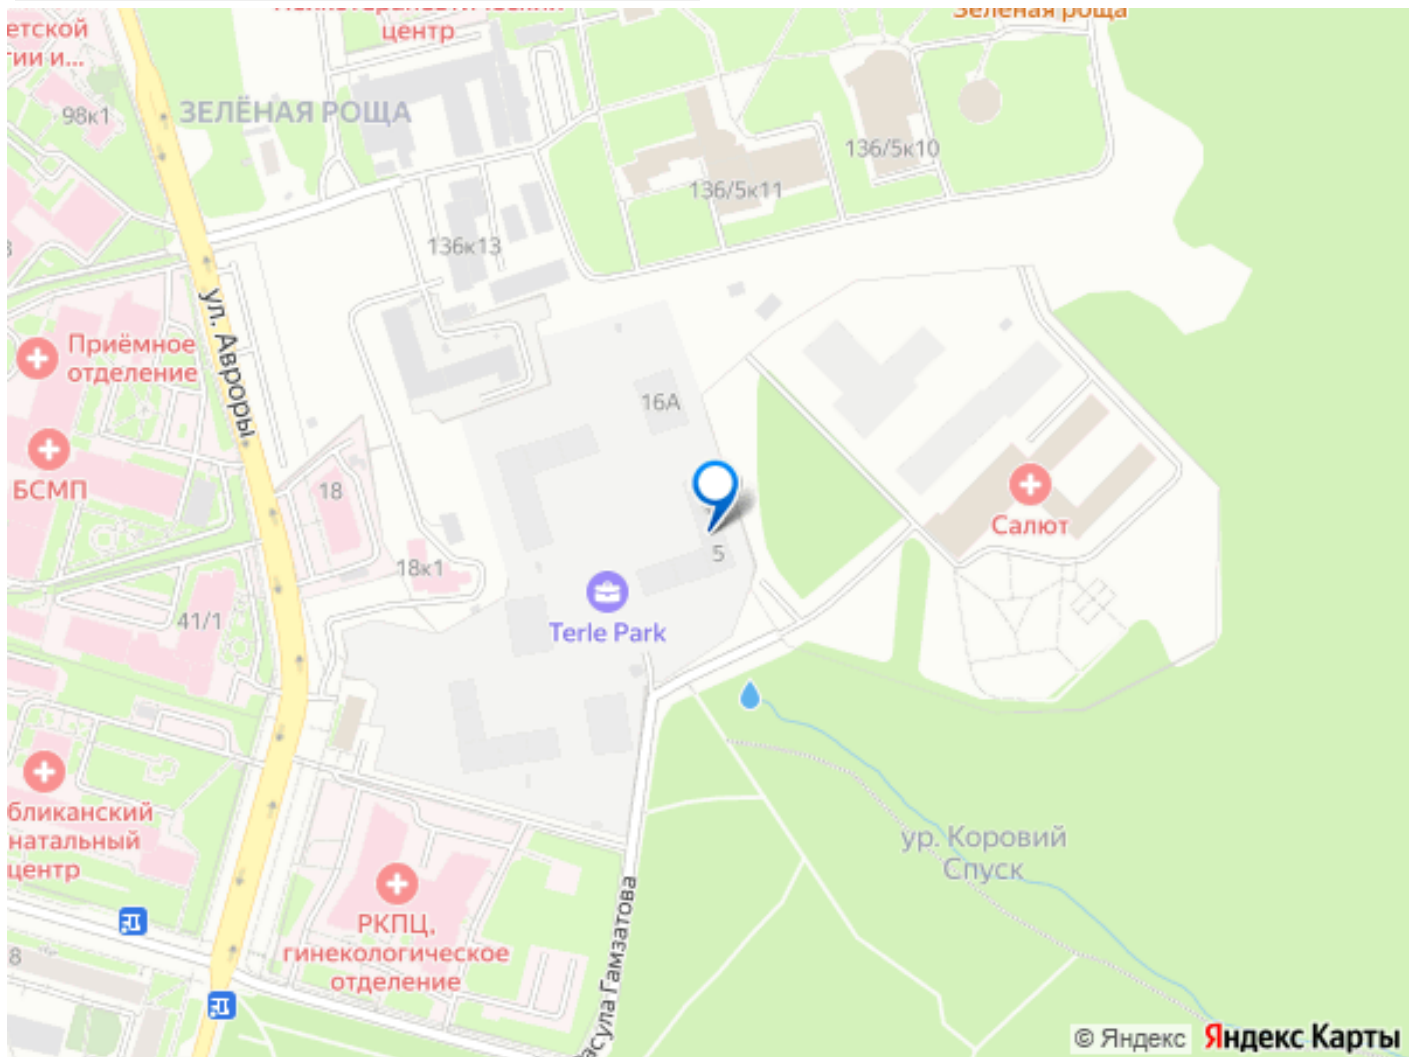 центр
Зелёная роща
етской
гии и...
98к1
ЗЕЛЁНАЯ РОЩА
136/5к10
136/5к11
136к13
ул. Авроры
Приёмное
отделение
16А
БСМП
18
Салют
5
18к1
41/1
Terle Park
бликанский
натальный
центр
ур. Коровий
Спуск
РКПЦ,
гинекологическое
отделение
асула Гамзатова
8
© Яндекс Яндекс Карты